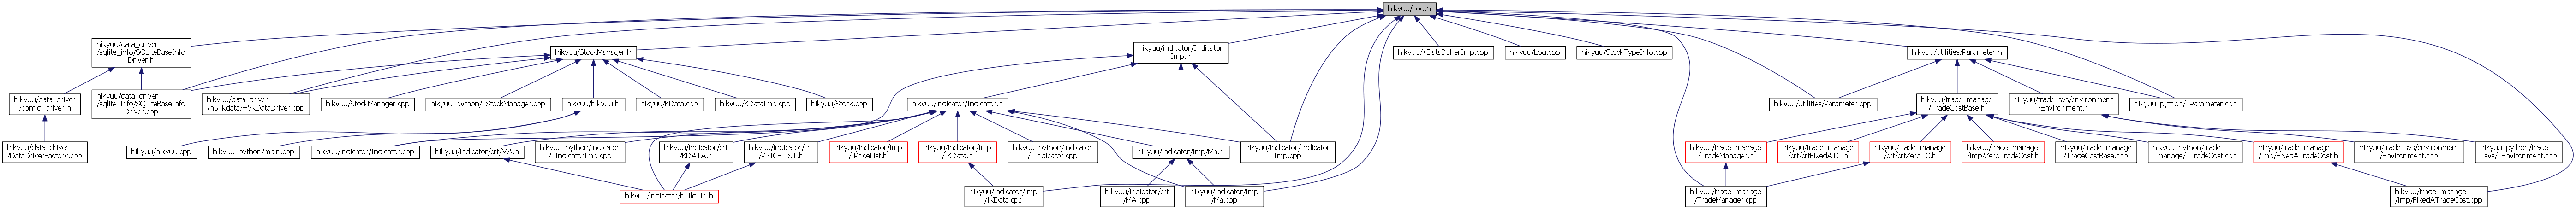 hikyuu/Log.h
hikyuu/data_driver
/sqlite_info/SQLiteBaseInfo
Driver.h
hikyuu/StockManager.h
hikyuu/indicator/Indicator
Imp.h
hikyuu/KDataBufferImp.cpp
hikyuu/Log.cpp
hikyuu/StockTypeInfo.cpp
hikyuu/utilities/Parameter.h
hikyuu/data_driver
/config_driver.h
hikyuu/data_driver
/sqlite_info/SQLiteBaseInfo
Driver.cpp
hikyuu/data_driver
/h5_kdata/H5KDataDriver.cpp
hikyuu/StockManager.cpp
hikyuu_python/_StockManager.cpp
hikyuu/hikyuu.h
hikyuu/KData.cpp
hikyuu/KDataImp.cpp
hikyuu/Stock.cpp
hikyuu/indicator/Indicator.h
hikyuu/utilities/Parameter.cpp
hikyuu/trade_manage
/TradeCostBase.h
hikyuu/trade_sys/environment
/Environment.h
hikyuu_python/_Parameter.cpp
hikyuu/data_driver
/DataDriverFactory.cpp
hikyuu/hikyuu.cpp
hikyuu_python/main.cpp
hikyuu/indicator/Indicator.cpp
hikyuu/indicator/crt/MA.h
hikyuu_python/indicator
/_IndicatorImp.cpp
hikyuu/indicator/crt
/KDATA.h
hikyuu/indicator/crt
/PRICELIST.h
hikyuu/indicator/imp
/IPriceList.h
hikyuu/indicator/imp
/IKData.h
hikyuu_python/indicator
/_Indicator.cpp
hikyuu/indicator/imp/Ma.h
hikyuu/indicator/Indicator
Imp.cpp
hikyuu/trade_manage
/TradeManager.h
hikyuu/trade_manage
/crt/crtFixedATC.h
hikyuu/trade_manage
/crt/crtZeroTC.h
hikyuu/trade_manage
/imp/ZeroTradeCost.h
hikyuu/trade_manage
/TradeCostBase.cpp
hikyuu_python/trade
_manage/_TradeCost.cpp
hikyuu/trade_manage
/imp/FixedATradeCost.h
hikyuu/trade_sys/environment
/Environment.cpp
hikyuu_python/trade
_sys/_Environment.cpp
hikyuu/indicator/build_in.h
hikyuu/indicator/imp
/IKData.cpp
hikyuu/indicator/crt
/MA.cpp
hikyuu/indicator/imp
/Ma.cpp
hikyuu/trade_manage
/TradeManager.cpp
hikyuu/trade_manage
/imp/FixedATradeCost.cpp